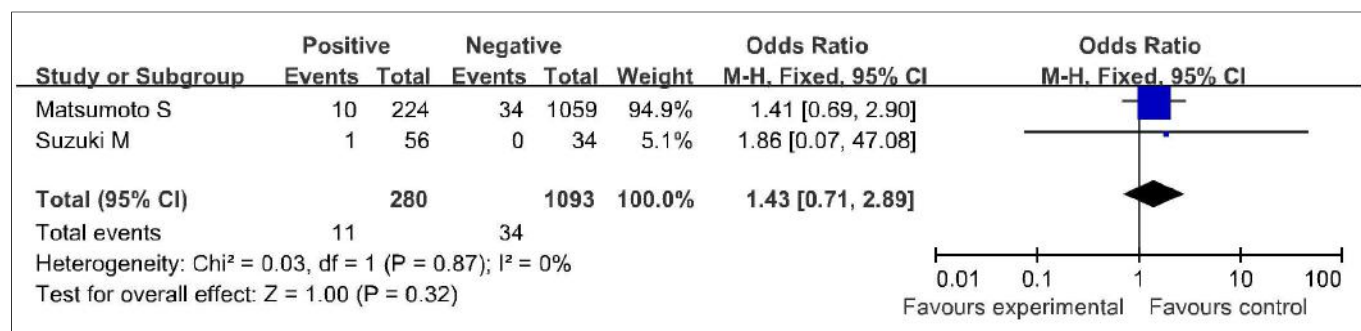 Positive Negative Odds Ratio Odds Ratio
Study or Subgroup Events Total Events Total Weight M-H, Fixed, 95% CI M-H, Fixed, 95% CI
Matsumoto S 10 224 34 1059 94.9% 1.41 [0.69, 2.90]
Suzuki M 1 56 0 34 5.1% 1.86 [0.07, 47.08]
Total (95% CI) 280 1093 100.0% 1.43 [0.71, 2.89]
Total events 11 34
Heterogeneity: Chi² = 0.03, df = 1 (P = 0.87); I² = 0%
Test for overall effect: Z = 1.00 (P = 0.32)
0.01 0.1 1 10 100
Favours experimental Favours control